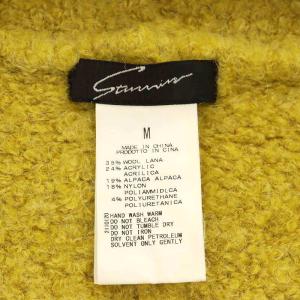 M
MADE IN CHINA
PRODOTTO IN CINA
35% WOOL LANA
24% ACRYLIC
ACRILICA
19% ALPACA ALPACA
18% NYLON
POLIAMMIDICA
4% POLYURETHANE
POLIURETANICA
HAND WASH WARM
DO NOT BLEACH
DO NOT TUMBLE DRY
DO NOT IRON
DRY CLEAN PETROLEUM
SOLVENT ONLY GENTLY